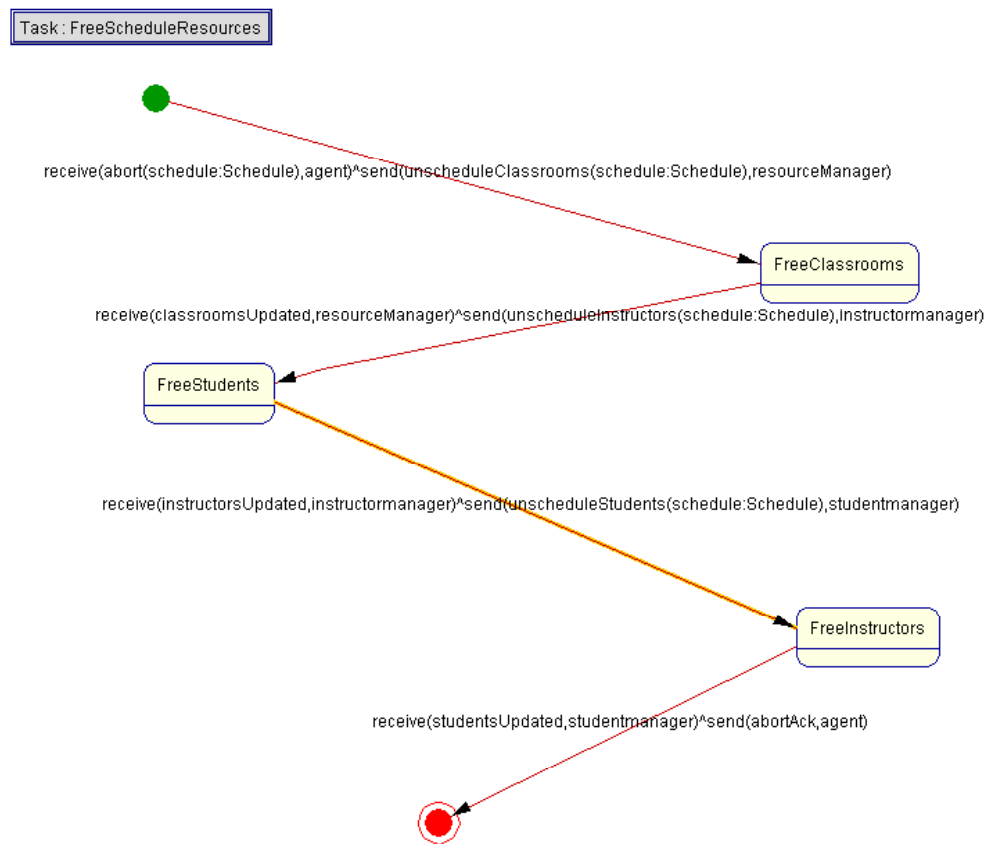 Task : FreeScheduleResources
receive(abort(schedule:Schedule),agent)^send(unscheduleClassrooms(schedule:Schedule),resourceManager)
FreeClassrooms
receive(classroomsUpdated,resourceManager)^send(unscheduleInstructors(schedule:Schedule),instructormanager)
FreeStudents
receive(instructorsUpdated,instructormanager)^send(unscheduleStudents(schedule:Schedule),studentmanager)
FreeInstructors
receive(studentsUpdated,studentmanager)^send(abortAck,agent)